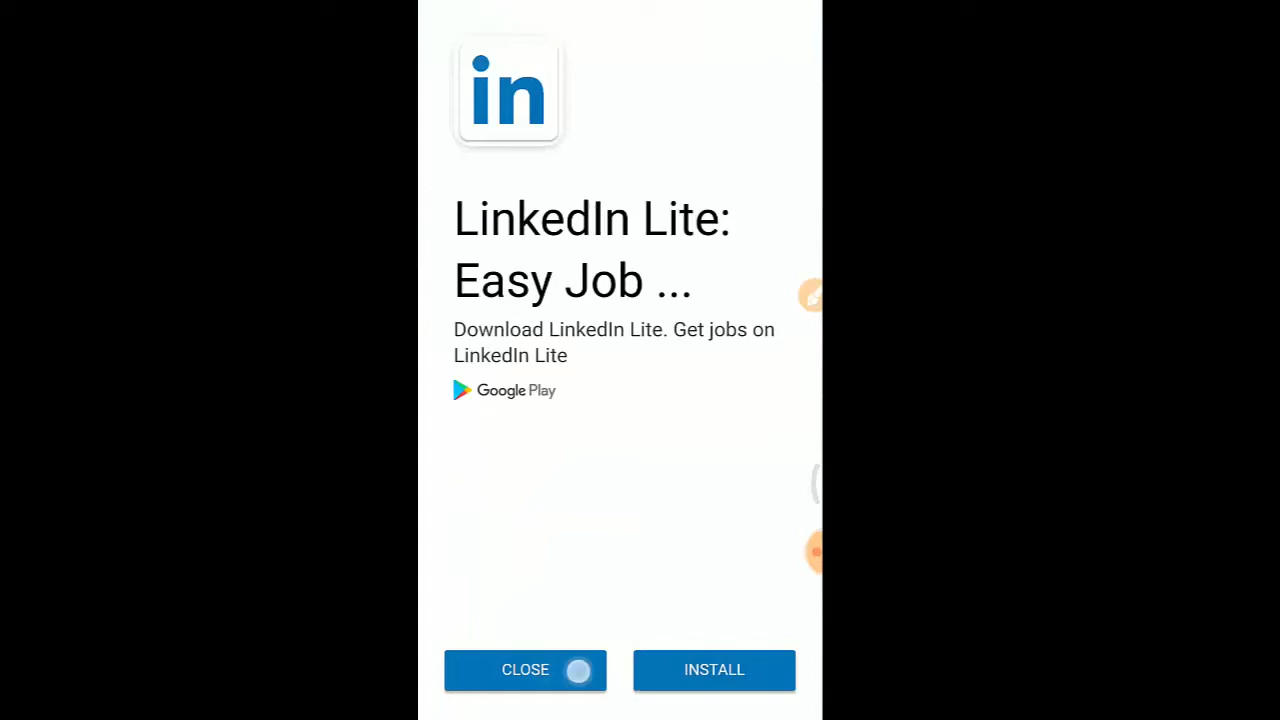 in
LinkedIn Lite:
Easy Job ...
Download LinkedIn Lite. Get jobs on
LinkedIn Lite
Google Play
CLOSE
INSTALL